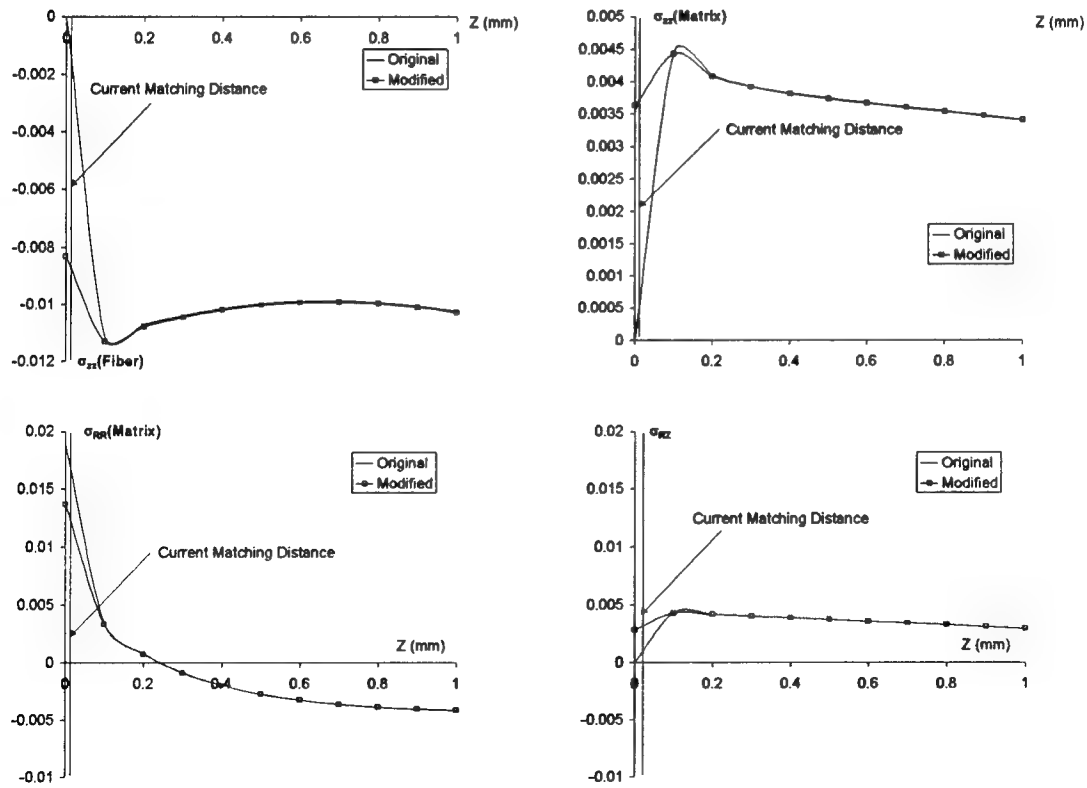 0
0 0.2 0.4 0.6 0.8 1
Z (mm)
-0.002
-0.004
-0.006
-0.008
-0.01
-0.012
Original
Modified
Current Matching Distance
σzz(Fiber)
0.005
0.0045
0.004
0.0035
0.003
0.0025
0.002
0.0015
0.001
0.0005
0
σzz(Matrix)
Z (mm)
Current Matching Distance
Original
Modified
0 0.2 0.4 0.6 0.8 1
0.02
0.015
0.01
0.005
0
-0.005
-0.01
σRR(Matrix)
Original
Modified
Current Matching Distance
Z (mm)
0 0.2 0.4 0.6 0.8 1
0.02
0.015
0.01
0.005
0
-0.005
-0.01
σRZ
Original
Modified
Current Matching Distance
Z (mm)
0 0.2 0.4 0.6 0.8 1